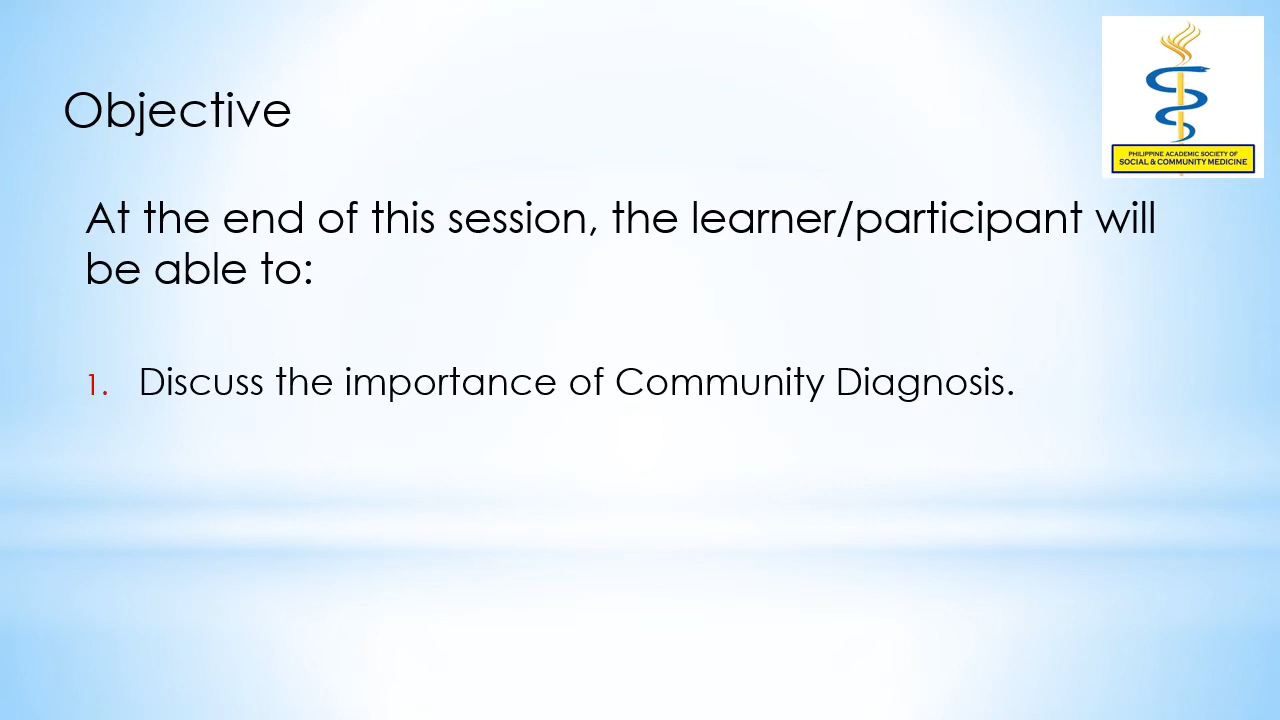 Objective
PHILIPPINE ACADEMIC SOCIETY OF
SOCIAL & COMMUNITY MEDICINE
At the end of this session, the learner/participant will
be able to:
1. Discuss the importance of Community Diagnosis.